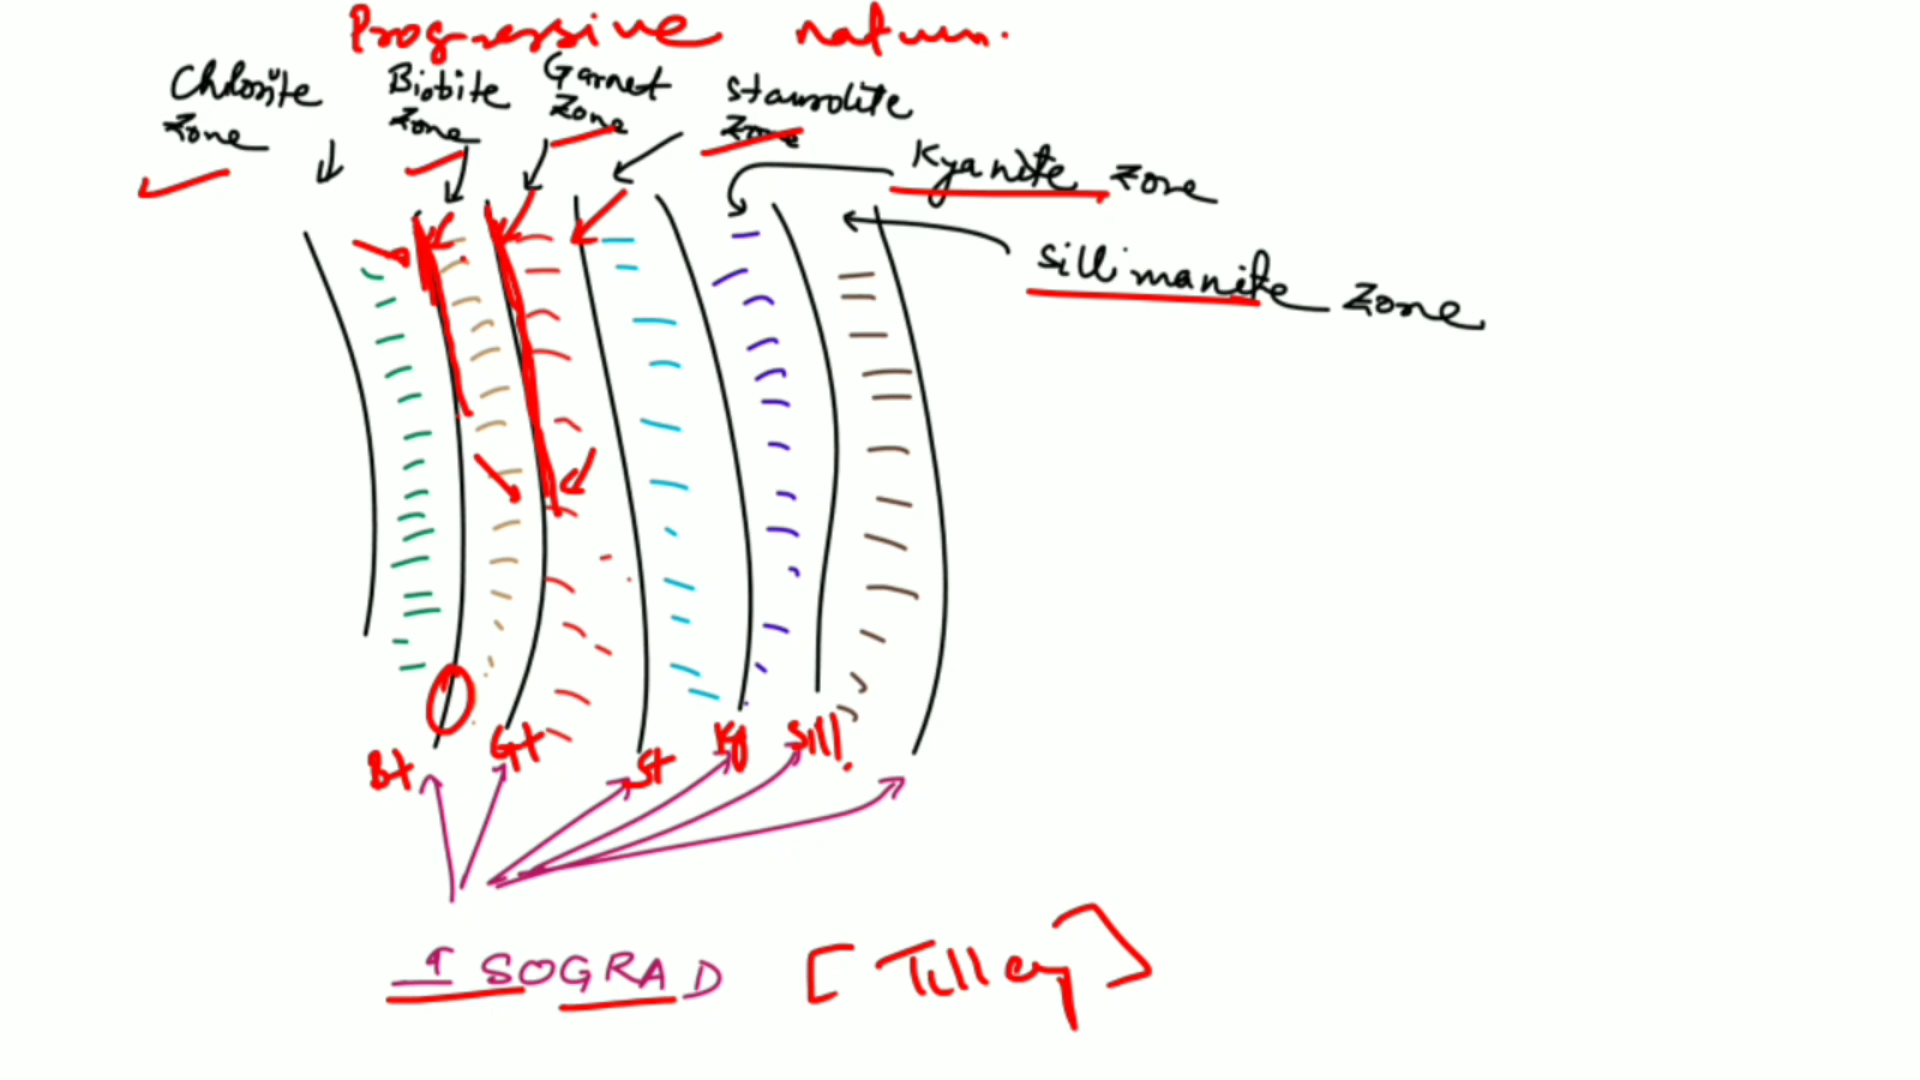 Progressive nature.
Chlorite
Zone
Biotite
Zone
Garnet
Zone
Staurolite
Zone
Kyanite Zone
Sillimanite Zone
Bt
Gt
St
Ky
Sill.
ISOGRAD [Tilley]